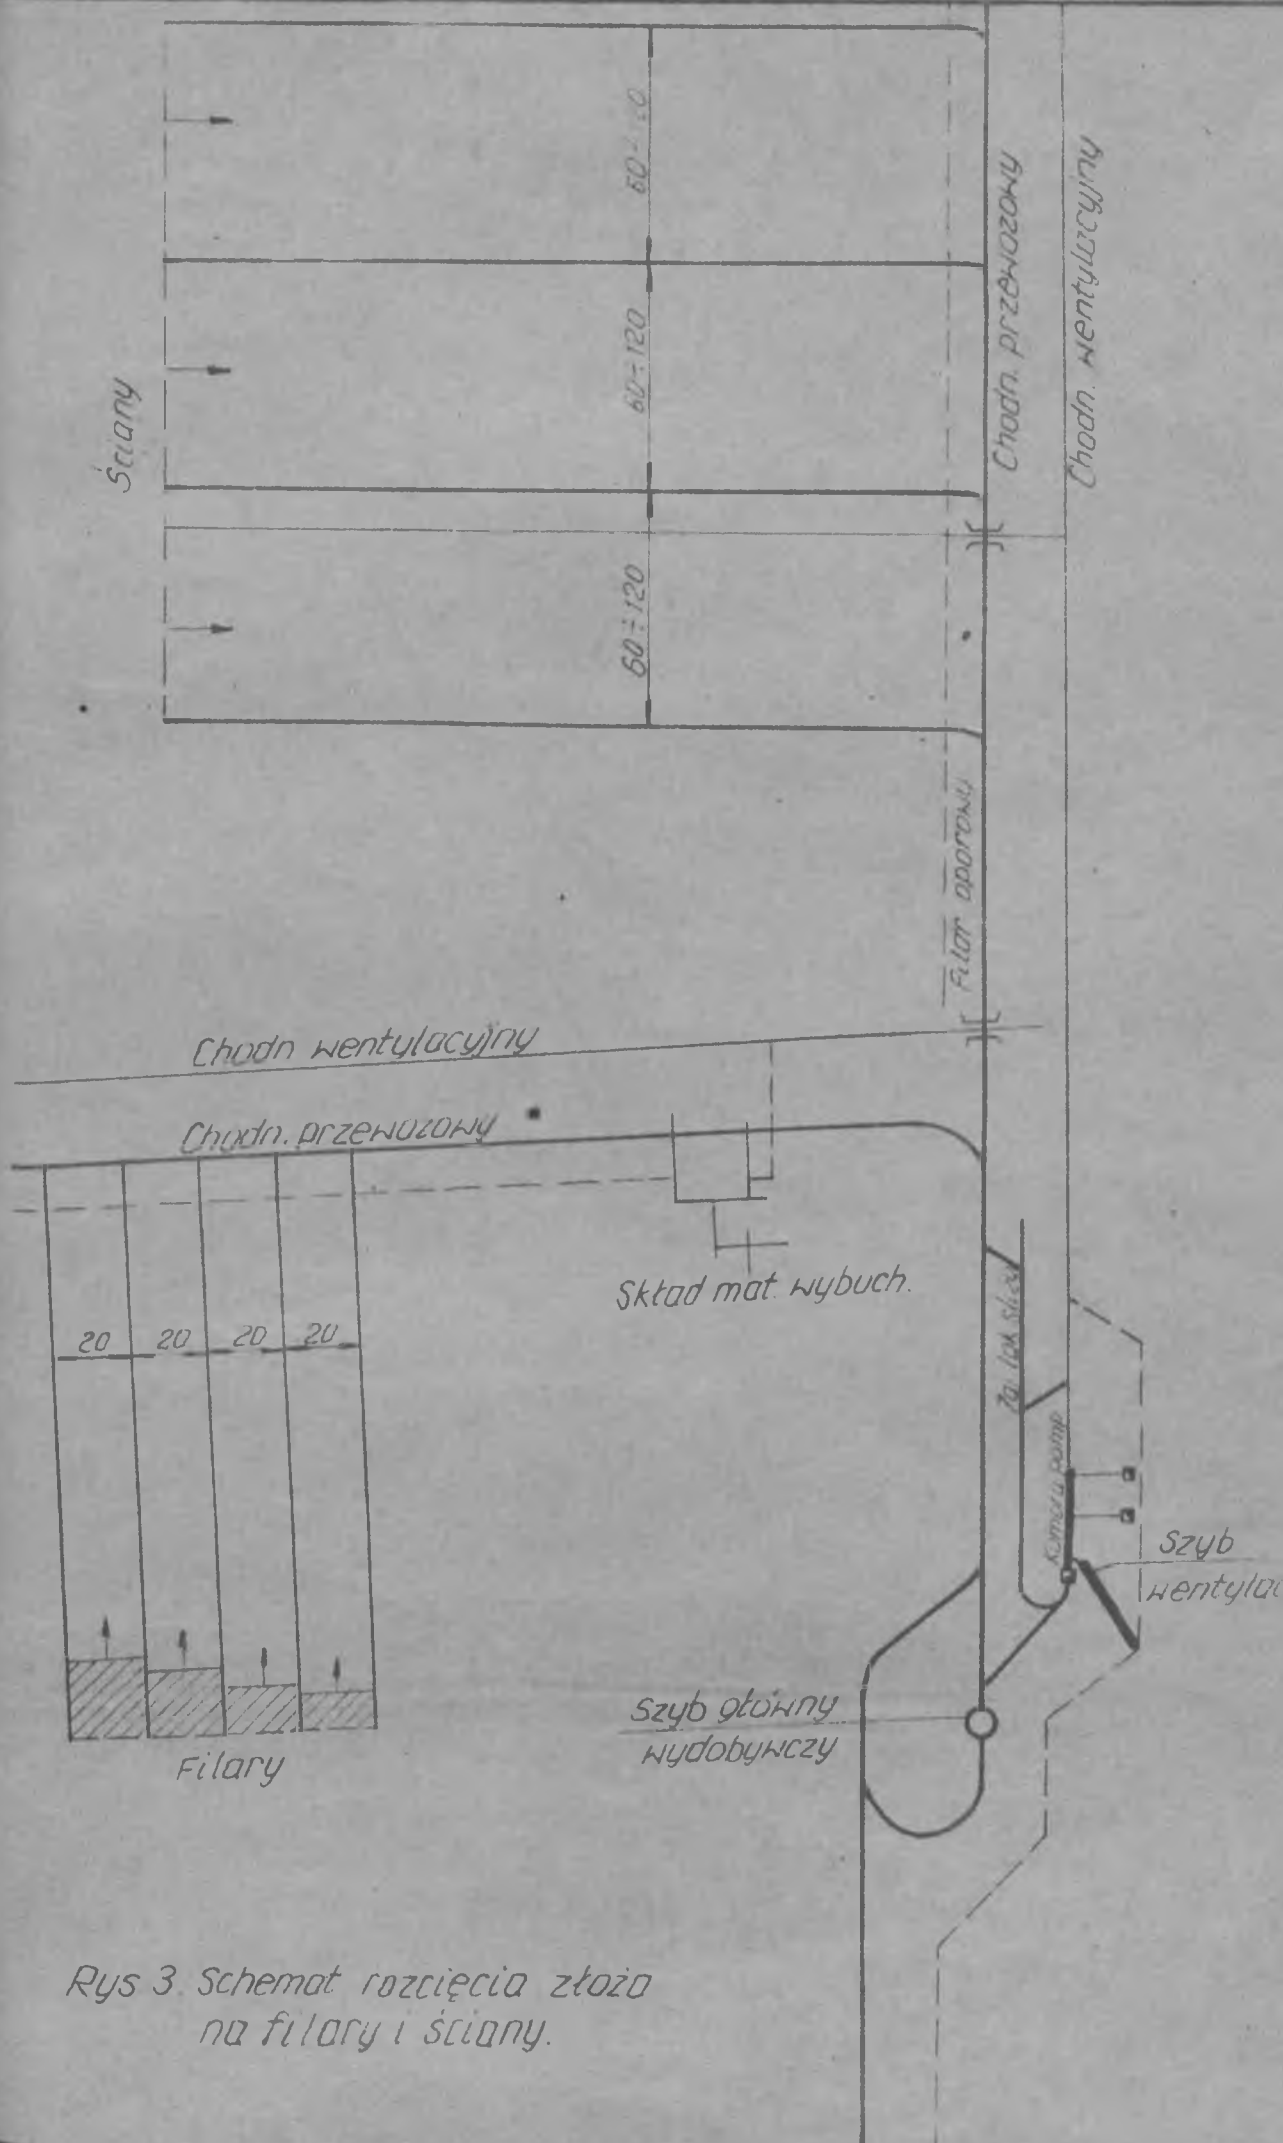 60÷120
Chodn. przewozowy
Chodn. wentylacyjny
60÷120
Ściany
60÷120
Filar oporowy
Chodn wentylacyjny
Chodn. przewozowy
Skład mat. wybuch.
20 20 20 20
Komora pomp
Szyb
wentylac
Szyb główny
wydobywczy
Filary
Rys 3. Schemat rozcięcia złoża
na filary i ściany.